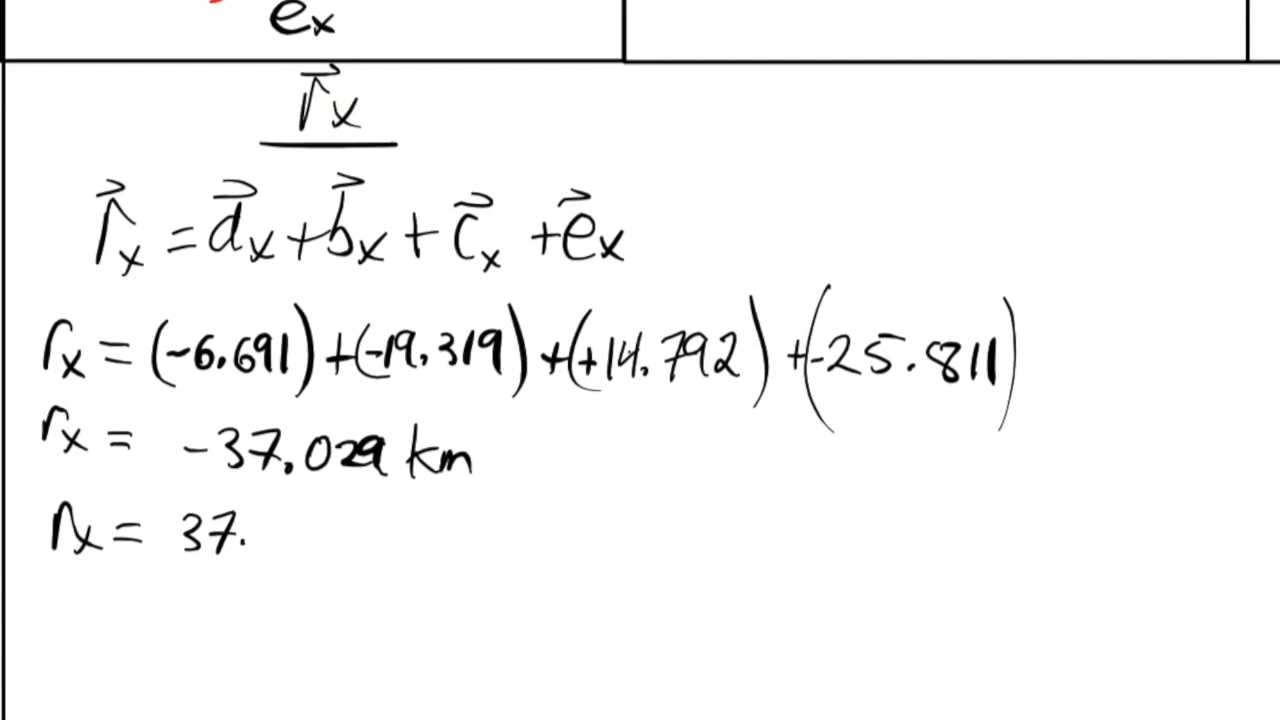 eₓ
r⃗ₓ
r⃗ₓ = d⃗ₓ + b⃗ₓ + c⃗ₓ + e⃗ₓ
rₓ = (-6.691) + (-19.319) + (+14.792) + (-25.811)
rₓ = -37.029 km
rₓ = 37.